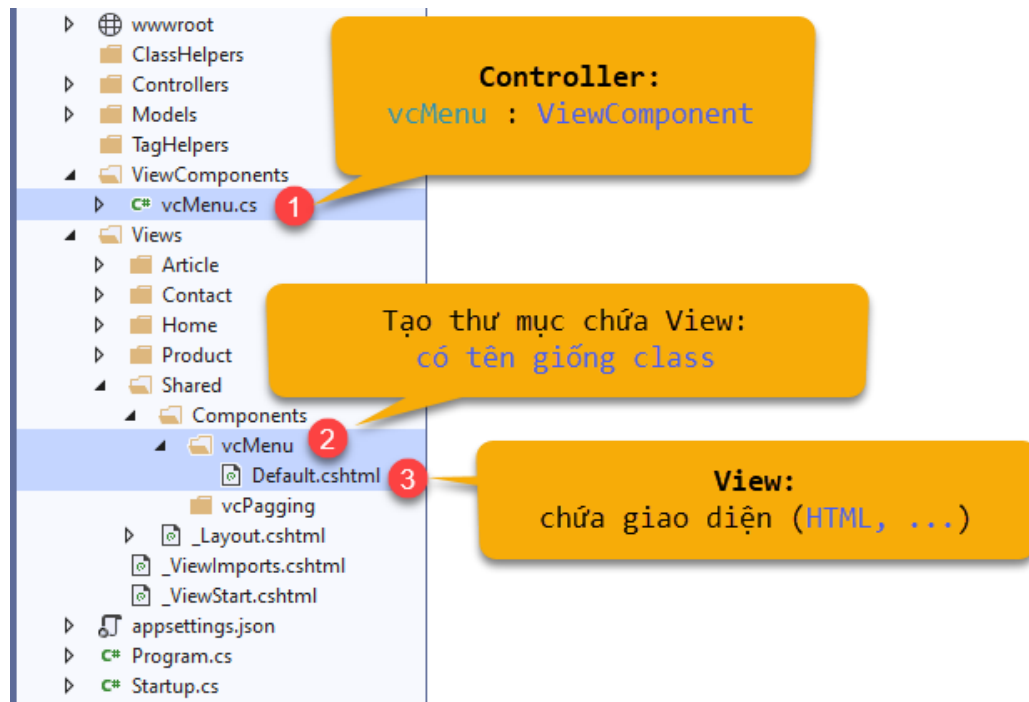 wwwroot
ClassHelpers
Controllers
Models
TagHelpers
ViewComponents
C# vcMenu.cs
1
Controller:
vcMenu : ViewComponent
Views
Article
Contact
Home
Product
Shared
Components
vcMenu
2
Tạo thư mục chứa View:
có tên giống class
Default.cshtml
3
View:
chứa giao diện (HTML, ...)
vcPagging
_Layout.cshtml
_ViewImports.cshtml
_ViewStart.cshtml
appsettings.json
C# Program.cs
C# Startup.cs